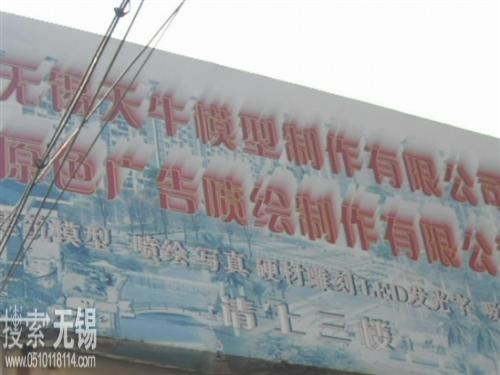 无锡天牛模型制作有限公司
原色广告喷绘制作有限公
模型 喷绘写真 硬材雕刻LED发光字
请上三楼
搜索无锡
www.0510118114.com